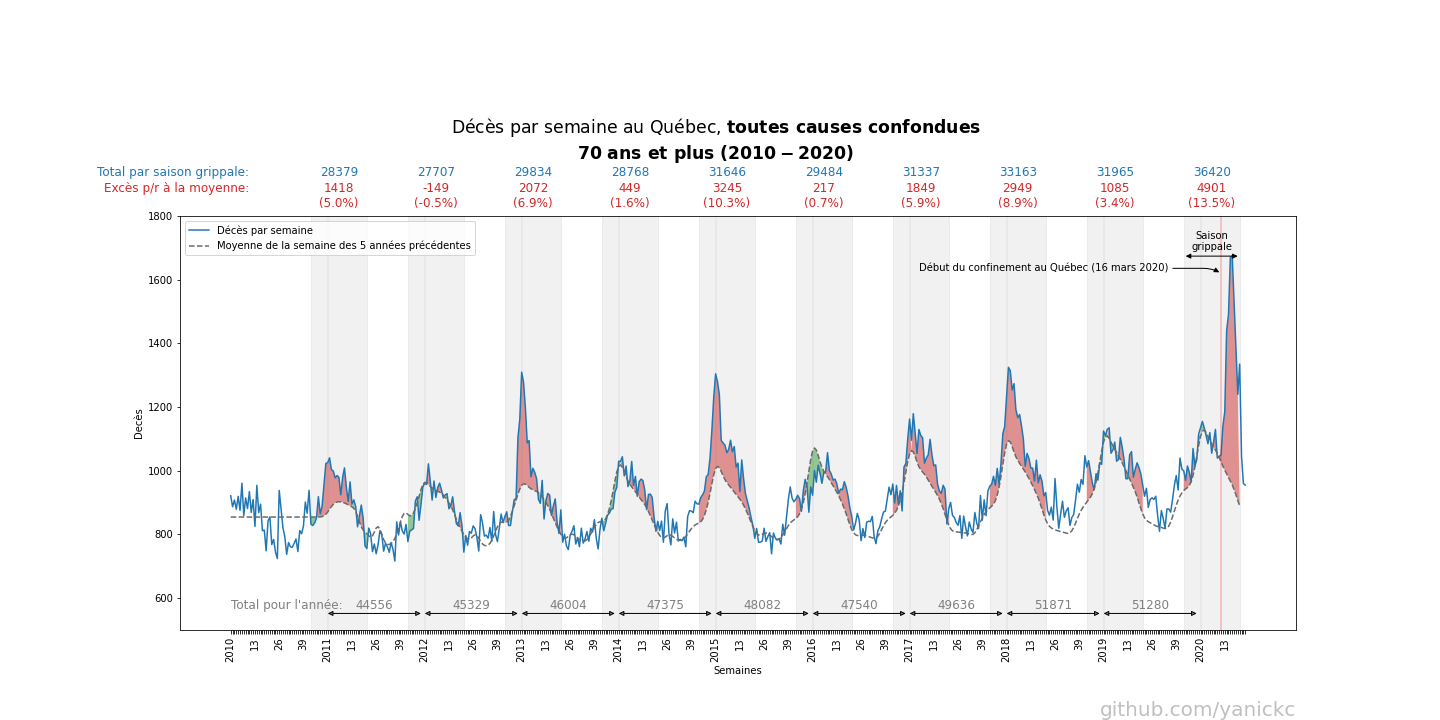 Décès par semaine au Québec, toutes causes confondues
70 ans et plus (2010 – 2020)
Total par saison grippale: 28379 27707 29834 28768 31646 29484 31337 33163 31965 36420
Excès p/r à la moyenne: 1418 -149 2072 449 3245 217 1849 2949 1085 4901
(5.0%) (-0.5%) (6.9%) (1.6%) (10.3%) (0.7%) (5.9%) (8.9%) (3.4%) (13.5%)
1800
Décès par semaine
Moyenne de la semaine des 5 années précédentes
Saison
grippale
Début du confinement au Québec (16 mars 2020)
1600
1400
1200
Decès
1000
800
600
Total pour l'année: 44556 45329 46004 47375 48082 47540 49636 51871 51280
2010 13 26 39 2011 13 26 39 2012 13 26 39 2013 13 26 39 2014 13 26 39 2015 13 26 39 2016 13 26 39 2017 13 26 39 2018 13 26 39 2019 13 26 39 2020 13
Semaines
github.com/yanickc